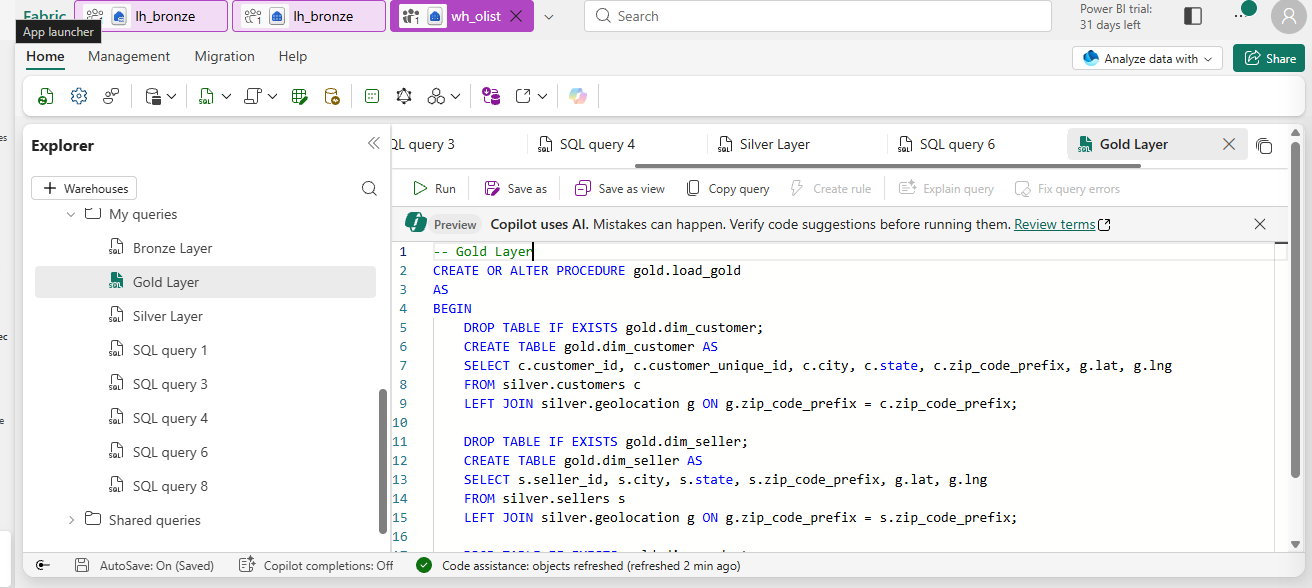 Fabric
lh_bronze
lh_bronze
wh_olist
Search
Power BI trial:
31 days left
App launcher
Home
Management
Migration
Help
Analyze data with
Share
Explorer
Warehouses
My queries
Bronze Layer
Gold Layer
Silver Layer
SQL query 1
SQL query 3
SQL query 4
SQL query 6
SQL query 8
Shared queries
QL query 3
SQL query 4
Silver Layer
SQL query 6
Gold Layer
Run
Save as
Save as view
Copy query
Create rule
Explain query
Fix query errors
Preview Copilot uses AI. Mistakes can happen. Verify code suggestions before running them. Review terms
1 -- Gold Layer
2 CREATE OR ALTER PROCEDURE gold.load_gold
3 AS
4 BEGIN
5 DROP TABLE IF EXISTS gold.dim_customer;
6 CREATE TABLE gold.dim_customer AS
7 SELECT c.customer_id, c.customer_unique_id, c.city, c.state, c.zip_code_prefix, g.lat, g.lng
8 FROM silver.customers c
9 LEFT JOIN silver.geolocation g ON g.zip_code_prefix = c.zip_code_prefix;
10
11 DROP TABLE IF EXISTS gold.dim_seller;
12 CREATE TABLE gold.dim_seller AS
13 SELECT s.seller_id, s.city, s.state, s.zip_code_prefix, g.lat, g.lng
14 FROM silver.sellers s
15 LEFT JOIN silver.geolocation g ON g.zip_code_prefix = s.zip_code_prefix;
16
AutoSave: On (Saved)
Copilot completions: Off
Code assistance: objects refreshed (refreshed 2 min ago)